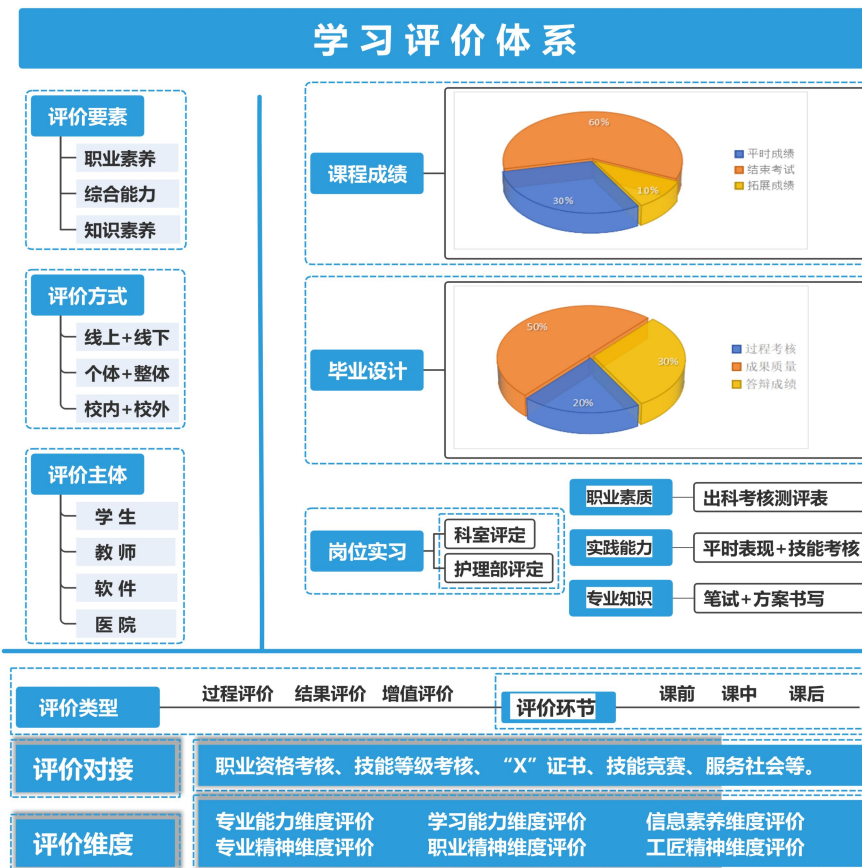 学习评价体系
评价要素
职业素养
综合能力
知识素养
评价方式
线上+线下
个体+整体
校内+校外
评价主体
学生
教师
软件
医院
课程成绩
60%
30%
10%
平时成绩
结束考试
拓展成绩
毕业设计
50%
30%
20%
过程考核
成果质量
答辩成绩
岗位实习
科室评定
护理部评定
职业素质
出科考核测评表
实践能力
平时表现+技能考核
专业知识
笔试+方案书写
评价类型
过程评价 结果评价 增值评价
评价环节
课前 课中 课后
评价对接
职业资格考核、技能等级考核、“X”证书、技能竞赛、服务社会等。
评价维度
专业能力维度评价 学习能力维度评价 信息素养维度评价
专业精神维度评价 职业精神维度评价 工匠精神维度评价